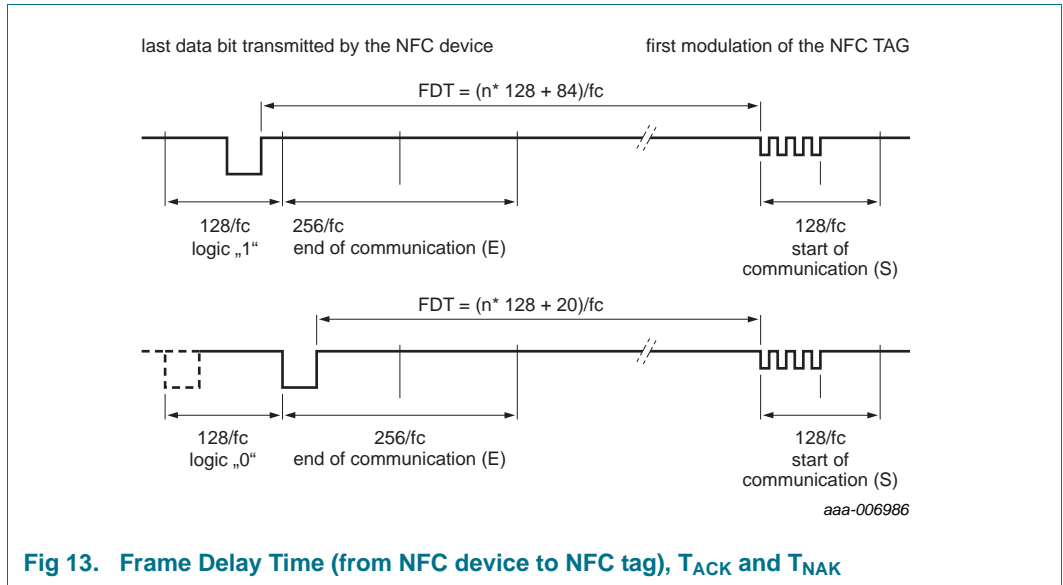 last data bit transmitted by the NFC device
first modulation of the NFC TAG
FDT = (n* 128 + 84)/fc
128/fc
logic „1“
256/fc
end of communication (E)
128/fc
start of
communication (S)
FDT = (n* 128 + 20)/fc
128/fc
logic „0“
256/fc
end of communication (E)
128/fc
start of
communication (S)
aaa-006986
Fig 13. Frame Delay Time (from NFC device to NFC tag), TACK and TNAK